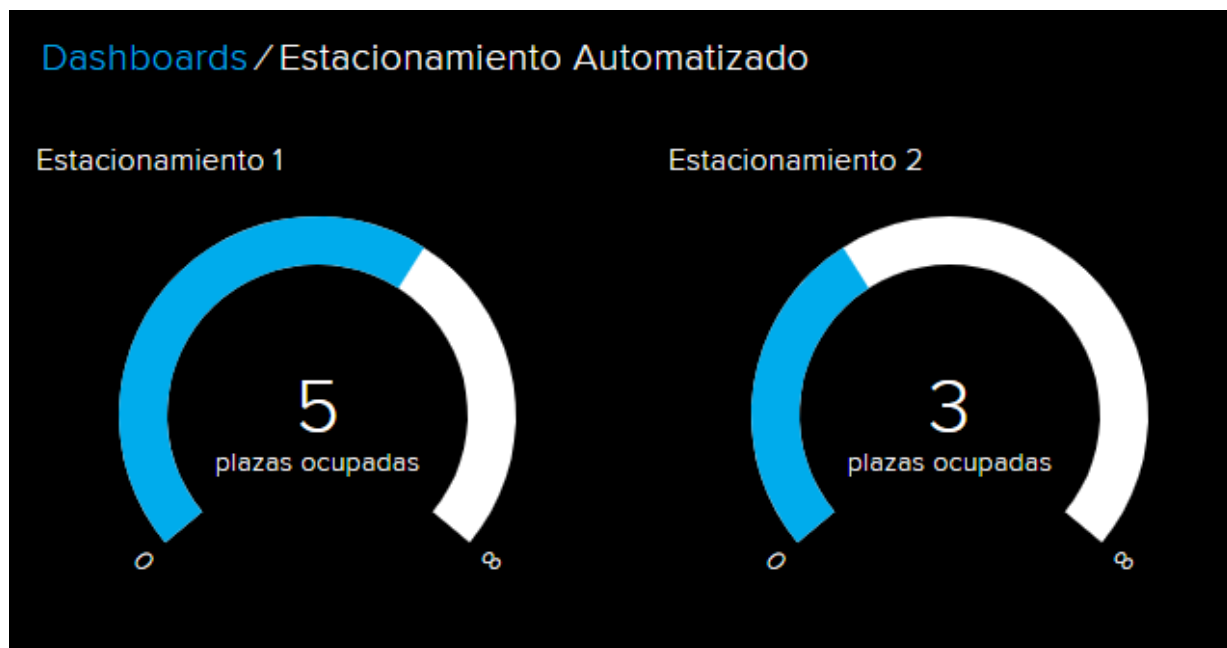 Dashboards / Estacionamiento Automatizado
Estacionamiento 1
Estacionamiento 2
5
plazas ocupadas
0
8
3
plazas ocupadas
0
8